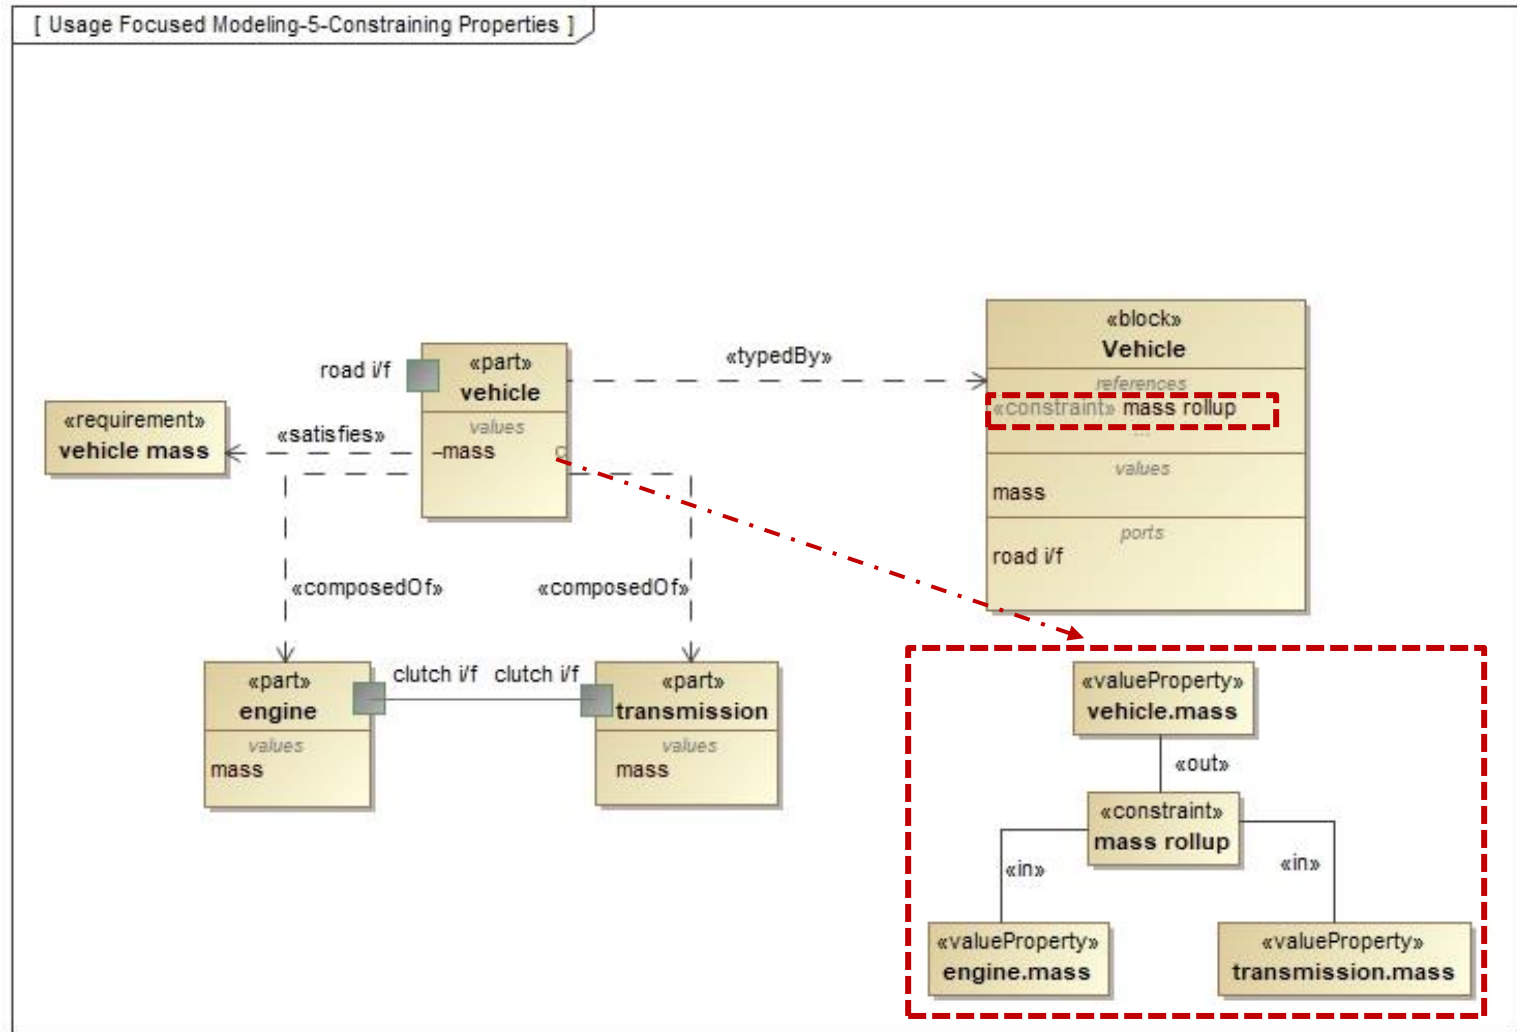 [ Usage Focused Modeling-5-Constraining Properties ]
road i/f
«part»
vehicle
values
–mass
«typedBy»
«block»
Vehicle
references
«constraint» mass rollup
...
values
mass
ports
road i/f
«requirement»
vehicle mass
«satisfies»
«composedOf»
«composedOf»
«part»
engine
values
mass
clutch i/f
clutch i/f
«part»
transmission
values
mass
«valueProperty»
vehicle.mass
«out»
«constraint»
mass rollup
«in»
«in»
«valueProperty»
engine.mass
«valueProperty»
transmission.mass